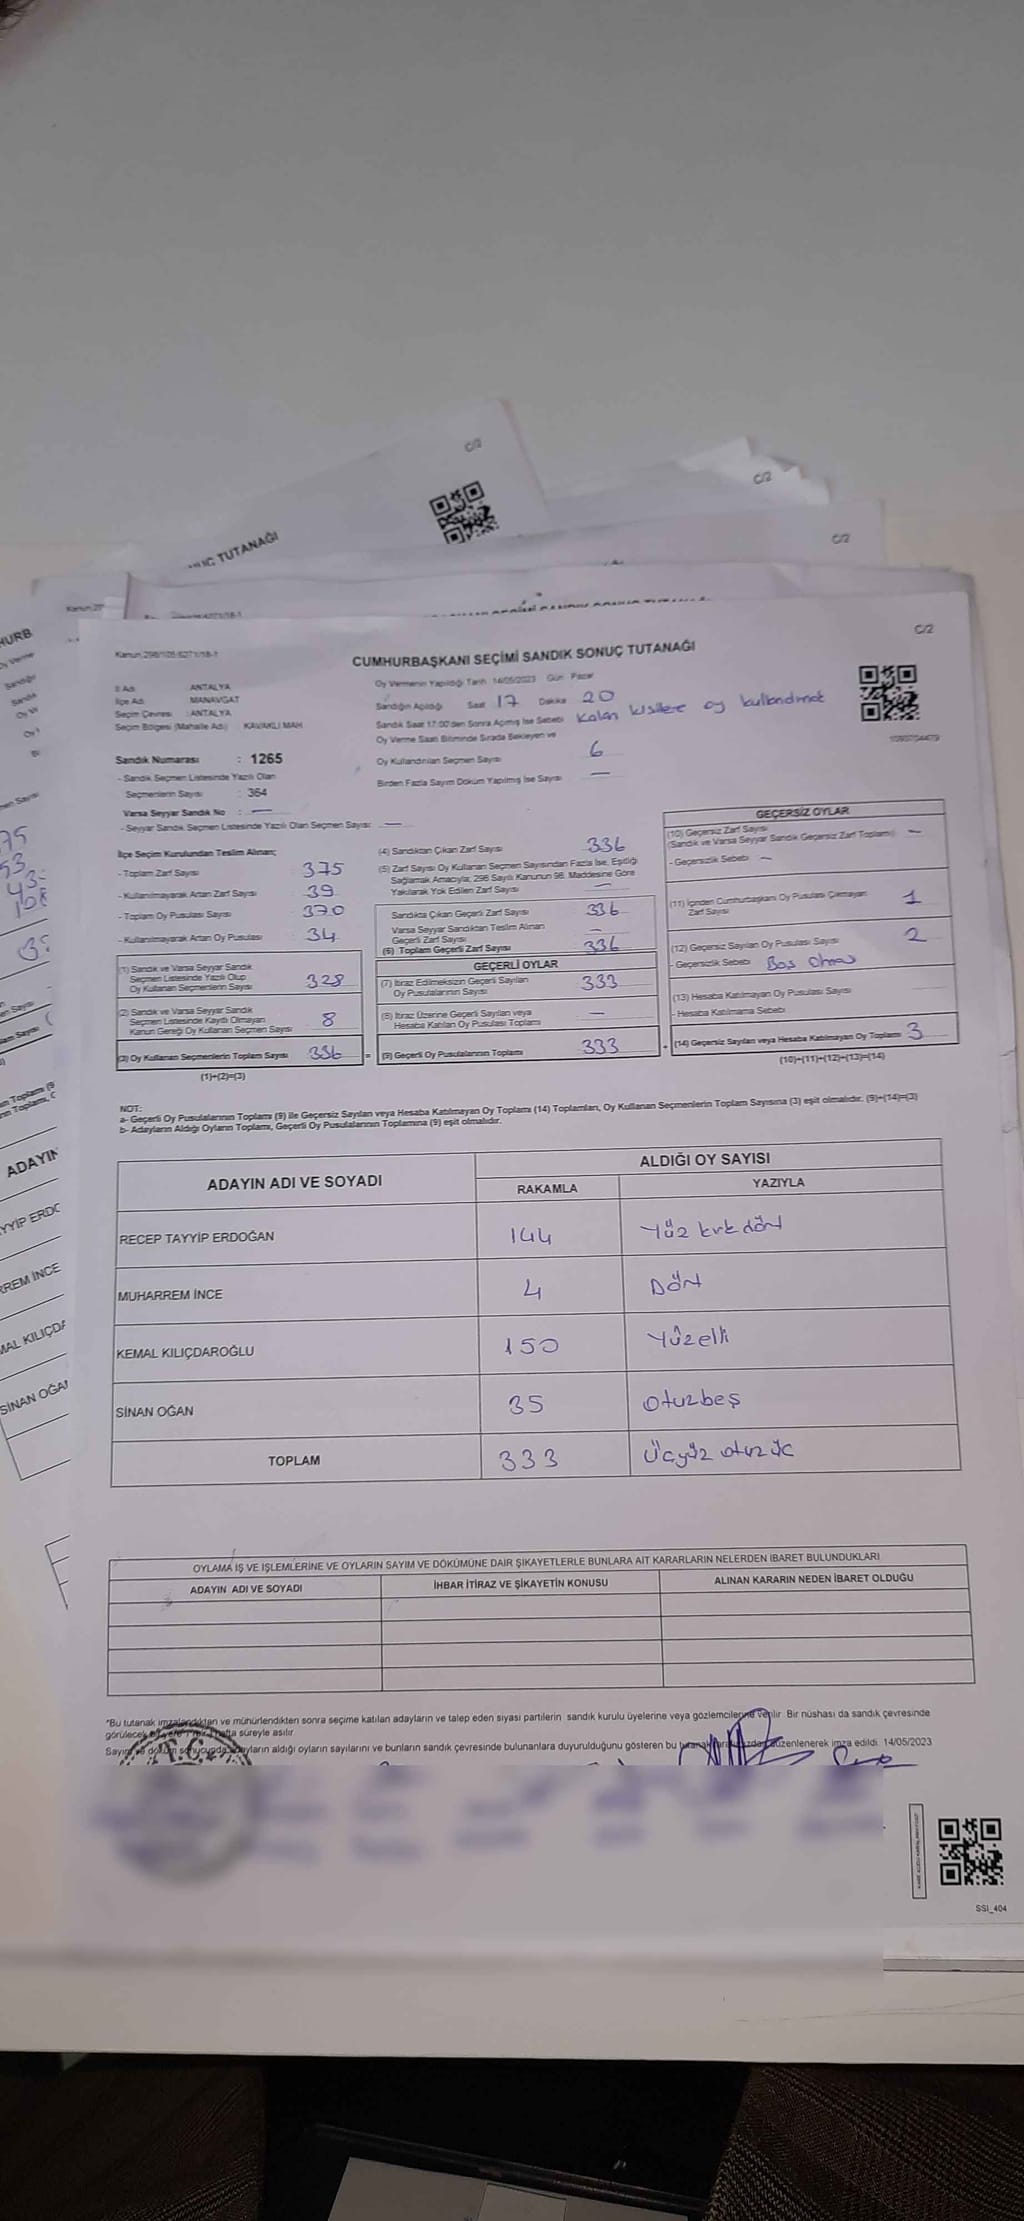 C/2
C/2
UÇ TUTANAĞI
C/2
C/2
Kanun 298/105 6271/18-1
CUMHURBAŞKANI SEÇİMİ SANDIK SONUÇ TUTANAĞI
İl Adı : ANTALYA
İlçe Adı : MANAVGAT
Seçim Çevresi : ANTALYA
Seçim Bölgesi (Mahalle Adı) : KAVAKLI MAH
Oy Vermenin Yapıldığı Tarih 14/05/2023 Gün Pazar
Sandığın Açıldığı Saat 17 Dakika 20
Sandık Saat 17:00'den Sonra Açılmış İse Sebebi Kalan kişilere oy kullandırılması
Oy Verme Saati Bitiminde Sırada Bekleyen ve
Oy Kullandırılan Seçmen Sayısı 6
Birden Fazla Sayım Döküm Yapılmış İse Sayısı —
Sandık Numarası : 1265
- Sandık Seçmen Listesinde Yazılı Olan
Seçmenlerin Sayısı : 364
Varsa Seyyar Sandık No : —
- Seyyar Sandık Seçmen Listesinde Yazılı Olan Seçmen Sayısı: —
İlçe Seçim Kurulundan Teslim Alınan;
- Toplam Zarf Sayısı 375
- Kullanılmayarak Artan Zarf Sayısı 39
- Toplam Oy Pusulası Sayısı 370
- Kullanılmayarak Artan Oy Pusulası 34
(1) Sandık ve Varsa Seyyar Sandık
Seçmen Listesinde Yazılı Olup
Oy Kullanan Seçmenlerin Sayısı 328
(2) Sandık ve Varsa Seyyar Sandık
Seçmen Listesinde Kayıtlı Olmayan
Kanun Gereği Oy Kullanan Seçmen Sayısı 8
(3) Oy Kullanan Seçmenlerin Toplam Sayısı 336
(1)+(2)=(3)
(4) Sandıktan Çıkan Zarf Sayısı 336
(5) Zarf Sayısı Oy Kullanan Seçmen Sayısından Fazla İse, Eşitliği
Sağlamak Amacıyla; 298 Sayılı Kanunun 98. Maddesine Göre
Yakılarak Yok Edilen Zarf Sayısı —
Sandıkta Çıkan Geçerli Zarf Sayısı 336
Varsa Seyyar Sandıktan Teslim Alınan
Geçerli Zarf Sayısı —
(6) Toplam Geçerli Zarf Sayısı 336
GEÇERLİ OYLAR
(7) İtiraz Edilmeksizin Geçerli Sayılan
Oy Pusulalarının Sayısı 333
(8) İtiraz Üzerine Geçerli Sayılan veya
Hesaba Katılan Oy Pusulası Toplamı —
= (9) Geçerli Oy Pusulalarının Toplamı 333
GEÇERSİZ OYLAR
(10) Geçersiz Zarf Sayısı
(Sandık ve Varsa Seyyar Sandık Geçersiz Zarf Toplamı) —
- Geçersizlik Sebebi —
(11) İçinden Cumhurbaşkanı Oy Pusulası Çıkmayan
Zarf Sayısı 1
(12) Geçersiz Sayılan Oy Pusulası Sayısı 2
- Geçersizlik Sebebi Boş Olması
(13) Hesaba Katılmayan Oy Pusulası Sayısı
- Hesaba Katılmama Sebebi
+ (14) Geçersiz Sayılan veya Hesaba Katılmayan Oy Toplamı 3
(10)+(11)+(12)+(13)=(14)
NOT:
a- Geçerli Oy Pusulalarının Toplamı (9) ile Geçersiz Sayılan veya Hesaba Katılmayan Oy Toplamı (14) Toplamları, Oy Kullanan Seçmenlerin Toplam Sayısına (3) eşit olmalıdır. (9)+(14)=(3)
b- Adayların Aldığı Oyların Toplamı, Geçerli Oy Pusulalarının Toplamına (9) eşit olmalıdır.
ADAYIN ADI VE SOYADI
ALDIĞI OY SAYISI
RAKAMLA YAZIYLA
RECEP TAYYİP ERDOĞAN 144 Yüz kırk dört
MUHARREM İNCE 4 Dört
KEMAL KILIÇDAROĞLU 150 Yüzelli
SİNAN OĞAN 35 Otuzbeş
TOPLAM 333 Üçyüz otuz üç
OYLAMA İŞ VE İŞLEMLERİNE VE OYLARIN SAYIM VE DÖKÜMÜNE DAİR ŞİKAYETLERLE BUNLARA AİT KARARLARIN NELERDEN İBARET BULUNDUKLARI
ADAYIN ADI VE SOYADI İHBAR İTİRAZ VE ŞİKAYETİN KONUSU ALINAN KARARIN NEDEN İBARET OLDUĞU
*Bu tutanak imzalandıktan ve mühürlendikten sonra seçime katılan adayların ve talep eden siyasi partilerin sandık kurulu üyelerine veya gözlemcilerine verilir. Bir nüshası da sandık çevresinde
görülecek hafta süreyle asılır.
Sayım ve döküm sonucunda adayların aldığı oyların sayılarını ve bunların sandık çevresinde bulunanlara duyurulduğunu gösteren bu tutanak düzenlenerek imza edildi. 14/05/2023
T.C.
SSI_404